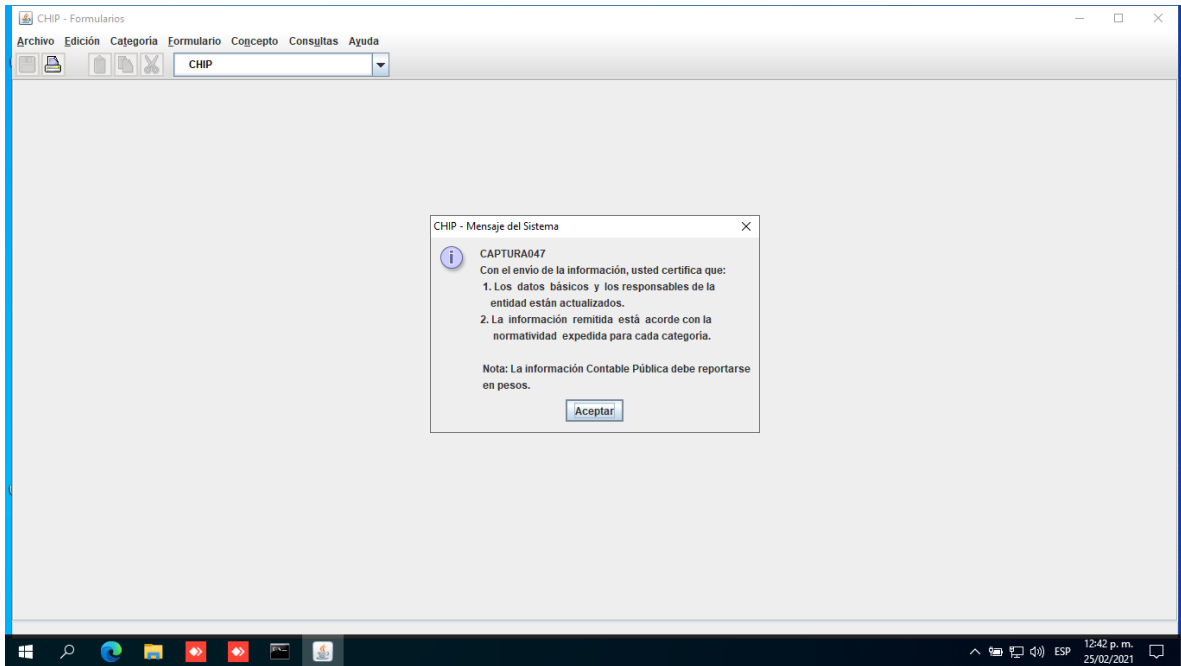 CHIP - Formularios
Archivo Edición Categoría Formulario Concepto Consultas Ayuda
CHIP
CHIP - Mensaje del Sistema
CAPTURA047
Con el envío de la información, usted certifica que:
1. Los datos básicos y los responsables de la
entidad están actualizados.
2. La información remitida está acorde con la
normatividad expedida para cada categoría.
Nota: La información Contable Pública debe reportarse
en pesos.
Aceptar
ESP
12:42 p. m.
25/02/2021